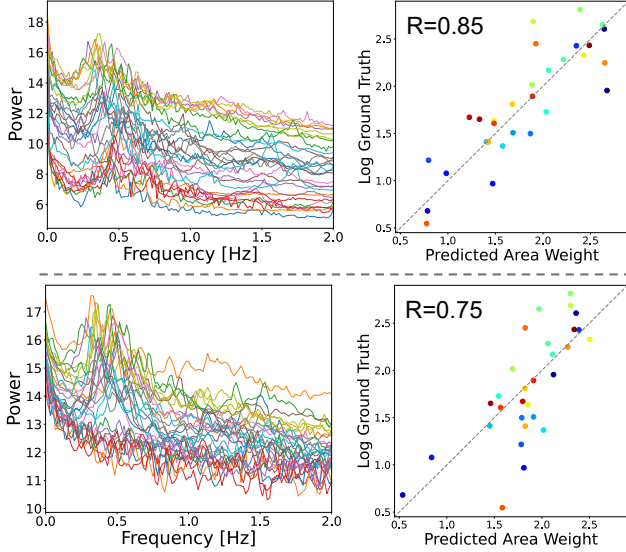 18
16
14
12
10
8
6
Power
0.0 0.5 1.0 1.5 2.0
Frequency [Hz]
R=0.85
2.5
2.0
1.5
1.0
0.5
Log Ground Truth
0.5 1.0 1.5 2.0 2.5
Predicted Area Weight
17
16
15
14
13
12
11
10
Power
0.0 0.5 1.0 1.5 2.0
Frequency [Hz]
R=0.75
2.5
2.0
1.5
1.0
0.5
Log Ground Truth
0.5 1.0 1.5 2.0 2.5
Predicted Area Weight